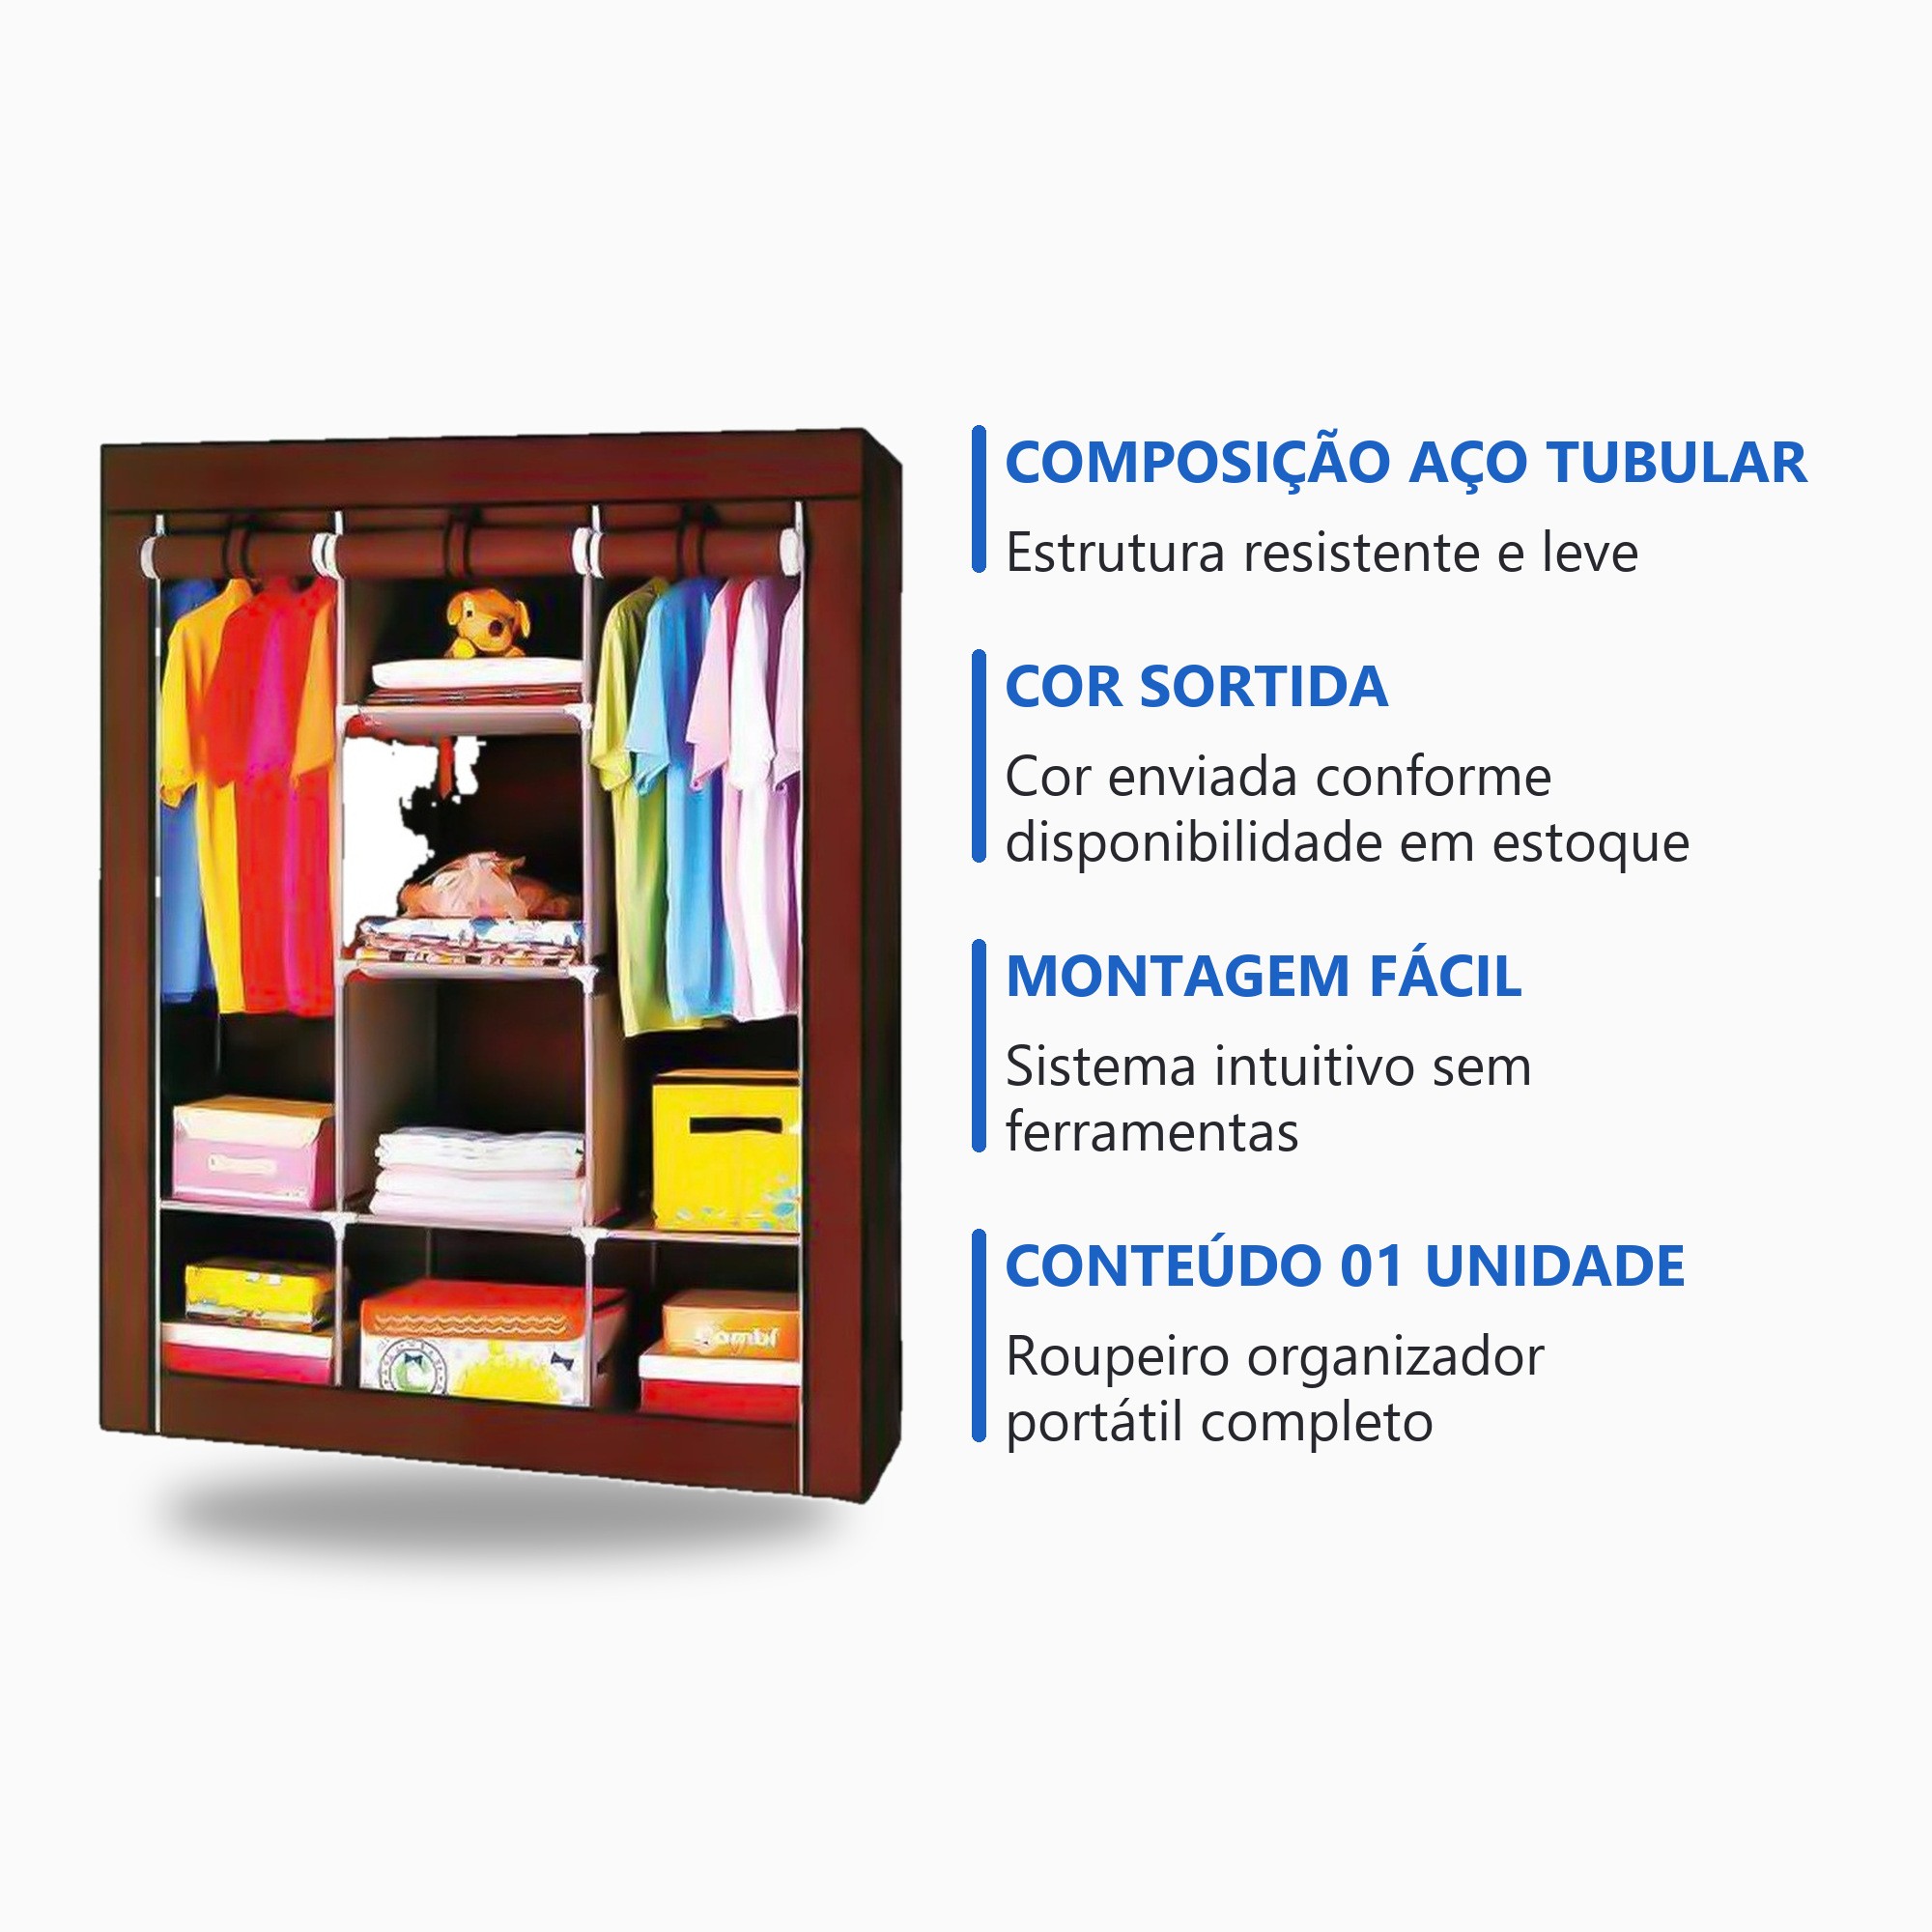 COMPOSIÇÃO AÇO TUBULAR
Estrutura resistente e leve
COR SORTIDA
Cor enviada conforme
disponibilidade em estoque
MONTAGEM FÁCIL
Sistema intuitivo sem
ferramentas
CONTEÚDO 01 UNIDADE
Roupeiro organizador
portátil completo